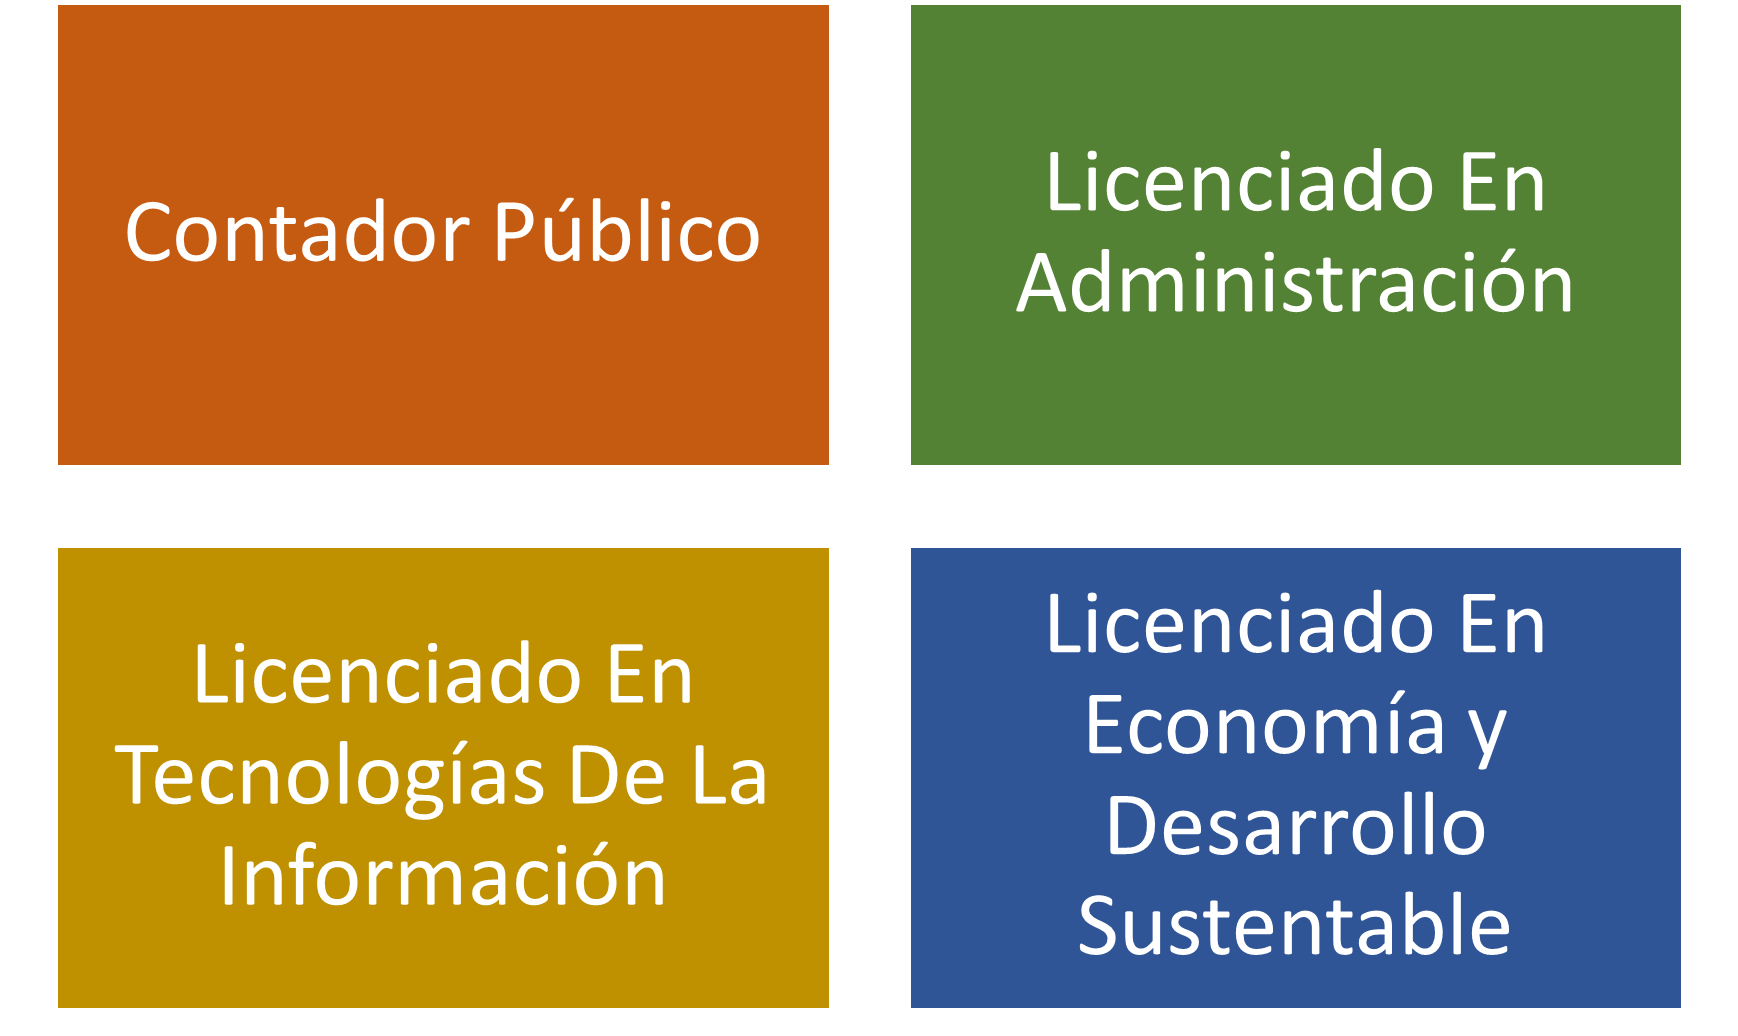 Contador Público
Licenciado En
Administración
Licenciado En
Tecnologías De La
Información
Licenciado En
Economía y
Desarrollo
Sustentable